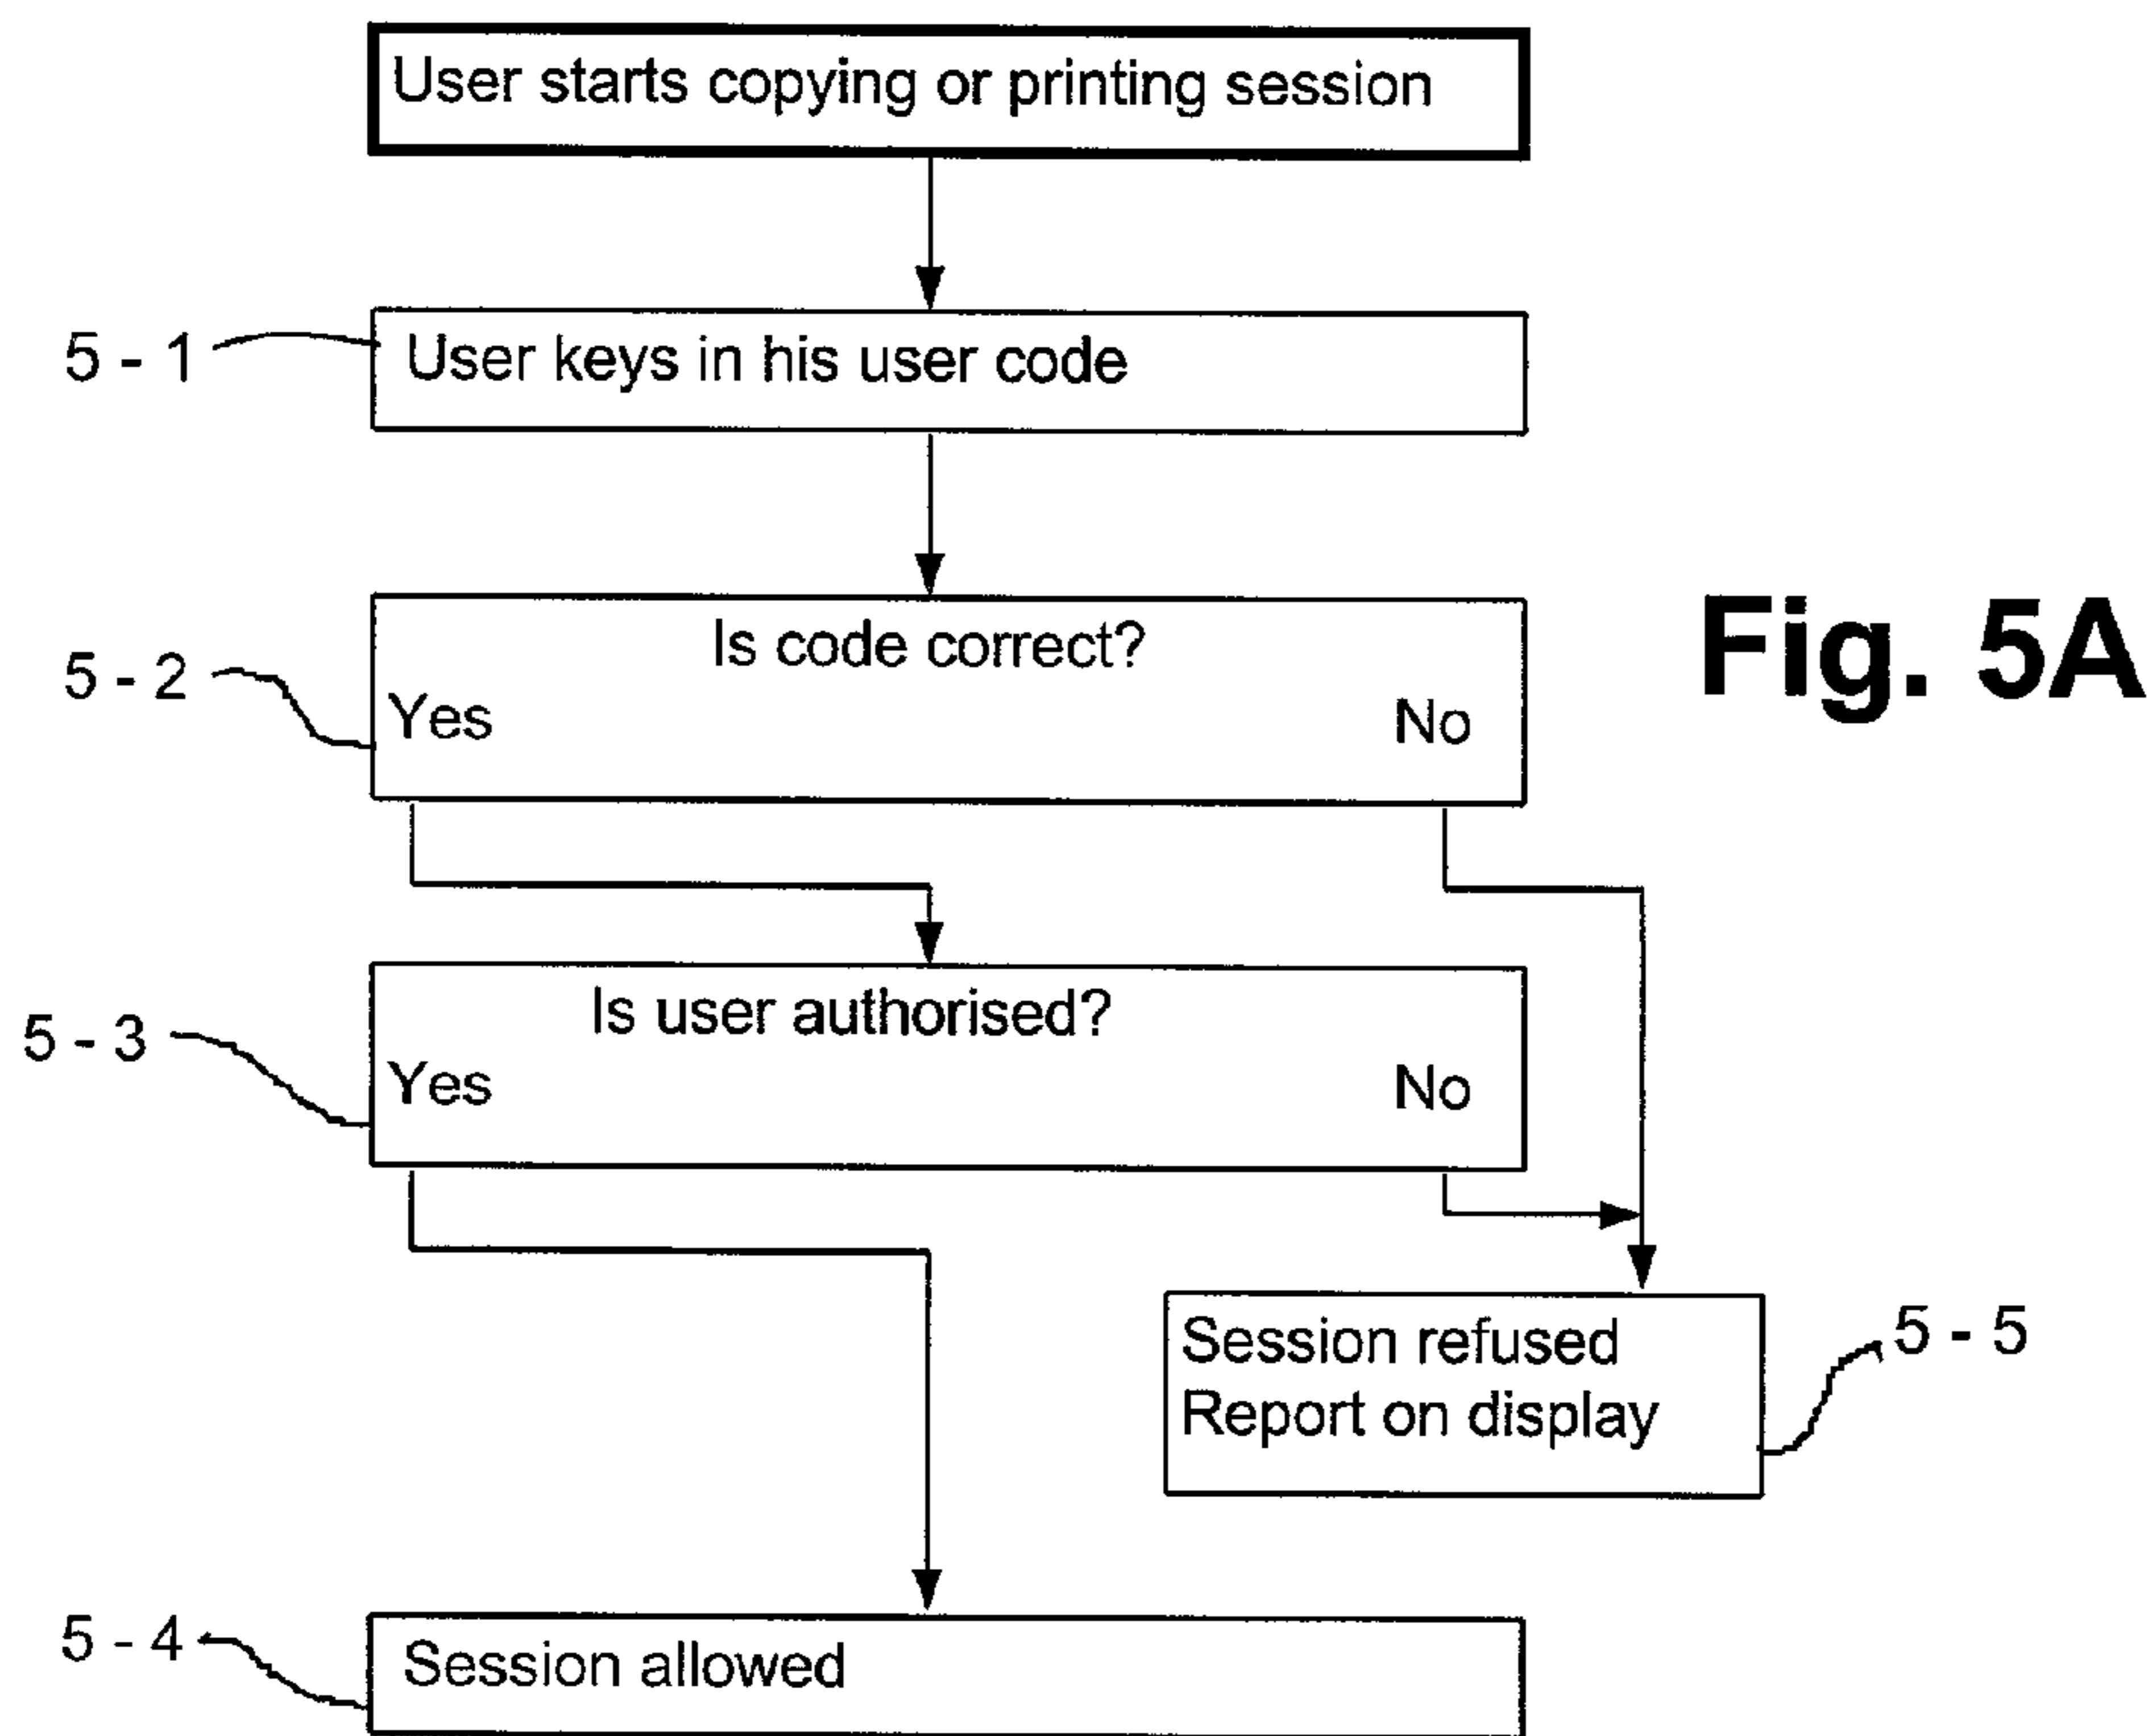 User starts copying or printing session
5 - 1
User keys in his user code
Is code correct?
5 - 2
Yes No
Fig. 5A
Is user authorised?
5 - 3
Yes No
Session refused
Report on display
5 - 5
5 - 4
Session allowed